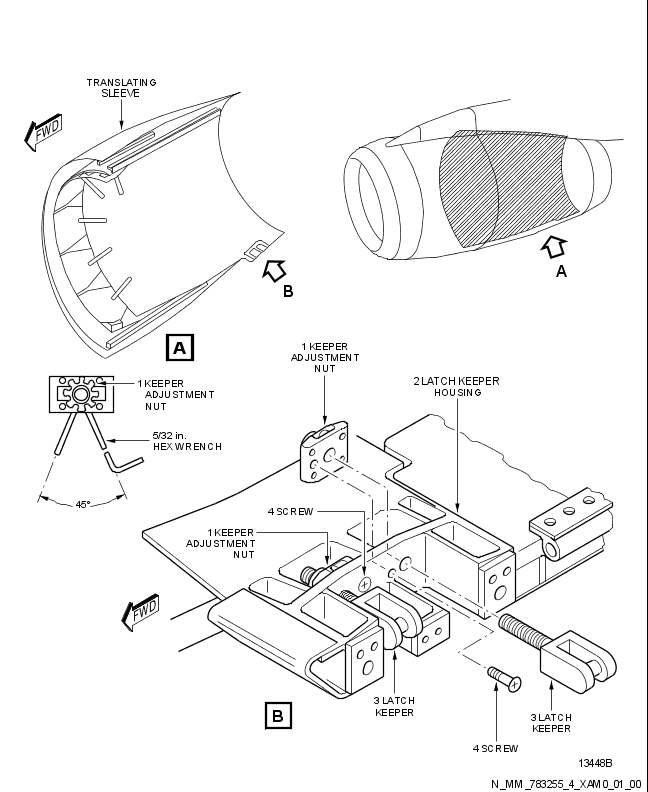 TRANSLATING
SLEEVE
FWD
A
B
A
1 KEEPER
ADJUSTMENT
NUT
1 KEEPER
ADJUSTMENT
NUT
2 LATCH KEEPER
HOUSING
5/32 in.
HEX WRENCH
45°
4 SCREW
1 KEEPER
ADJUSTMENT
NUT
FWD
B
3 LATCH
KEEPER
3 LATCH
KEEPER
4 SCREW
13448B
N_MM_783255_4_XAM0_01_00